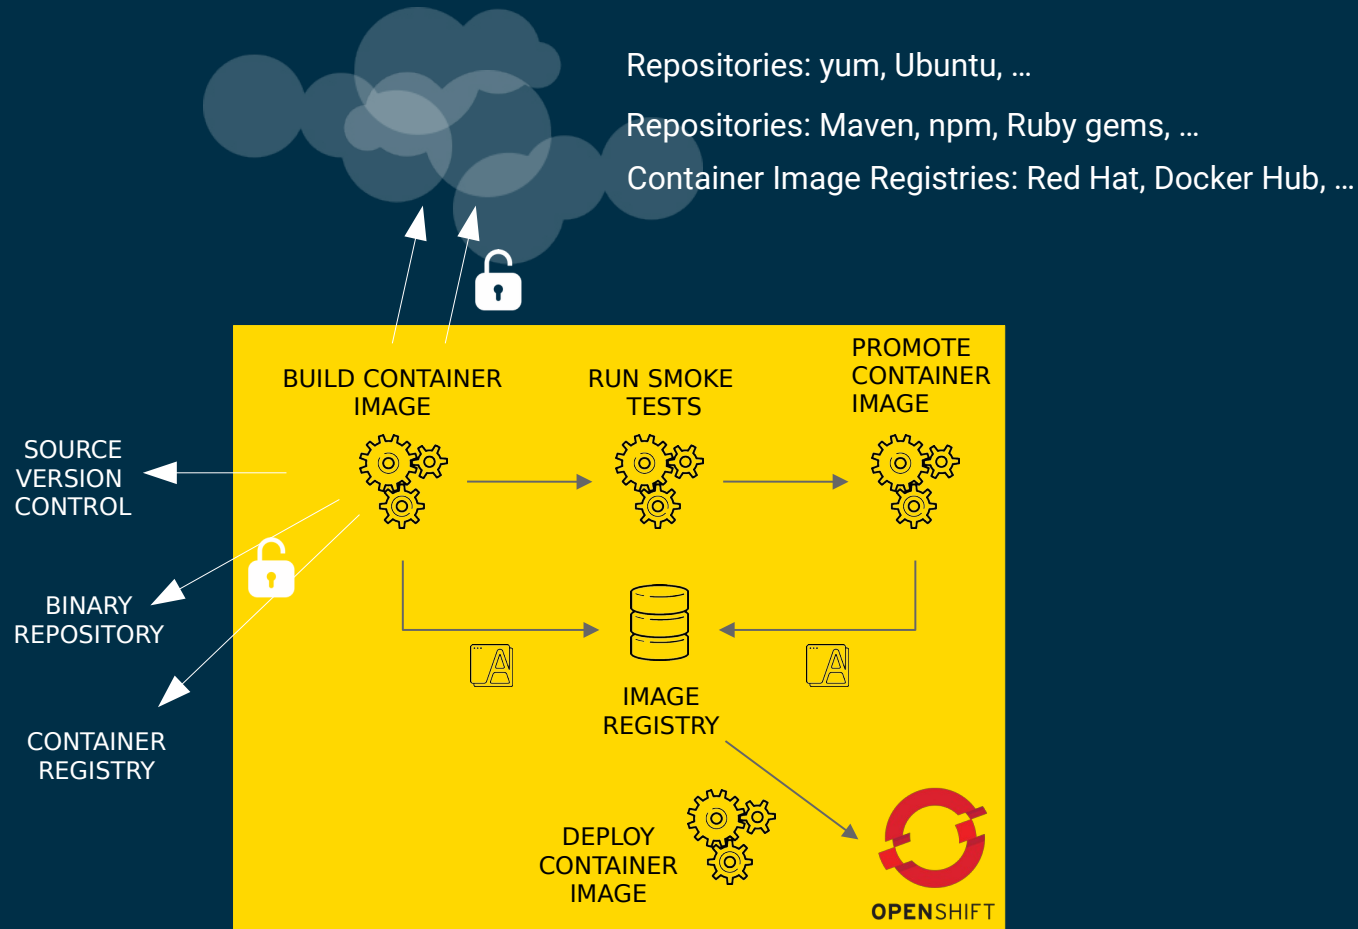 Repositories: yum, Ubuntu, ...
Repositories: Maven, npm, Ruby gems, ...
Container Image Registries: Red Hat, Docker Hub, ...
BUILD CONTAINER
IMAGE
RUN SMOKE
TESTS
PROMOTE
CONTAINER
IMAGE
SOURCE
VERSION
CONTROL
BINARY
REPOSITORY
CONTAINER
REGISTRY
A
A
IMAGE
REGISTRY
DEPLOY
CONTAINER
IMAGE
OPENSHIFT